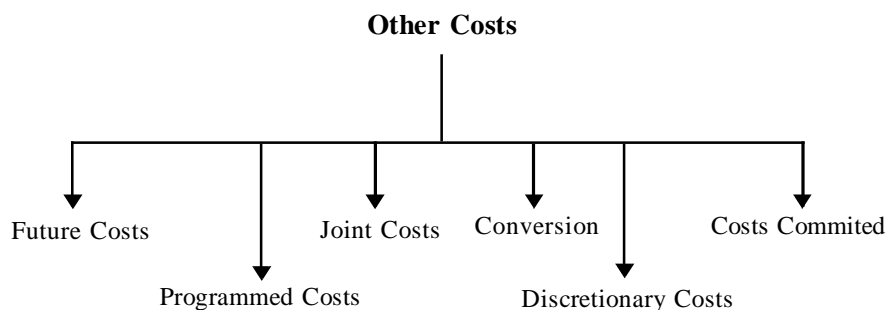 Other Costs
Future Costs
Joint Costs
Conversion
Costs Commited
Programmed Costs
Discretionary Costs